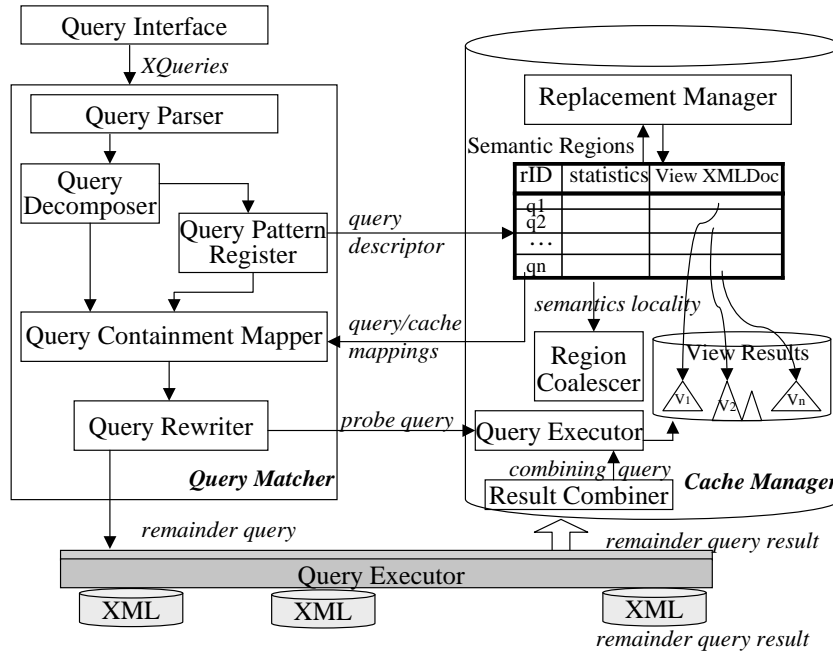 Query Interface
XQueries
Query Parser
Query
Decomposer
Query Pattern
Register
Query Containment Mapper
Query Rewriter
Query Matcher
query
descriptor
query/cache
mappings
probe query
remainder query
Replacement Manager
Semantic Regions
rID statistics View XMLDoc
q1
q2
...
qn
semantics locality
Region
Coalescer
View Results
V1
V2
Vn
Query Executor
combining query
Result Combiner
Cache Manager
remainder query result
Query Executor
XML
XML
XML
remainder query result